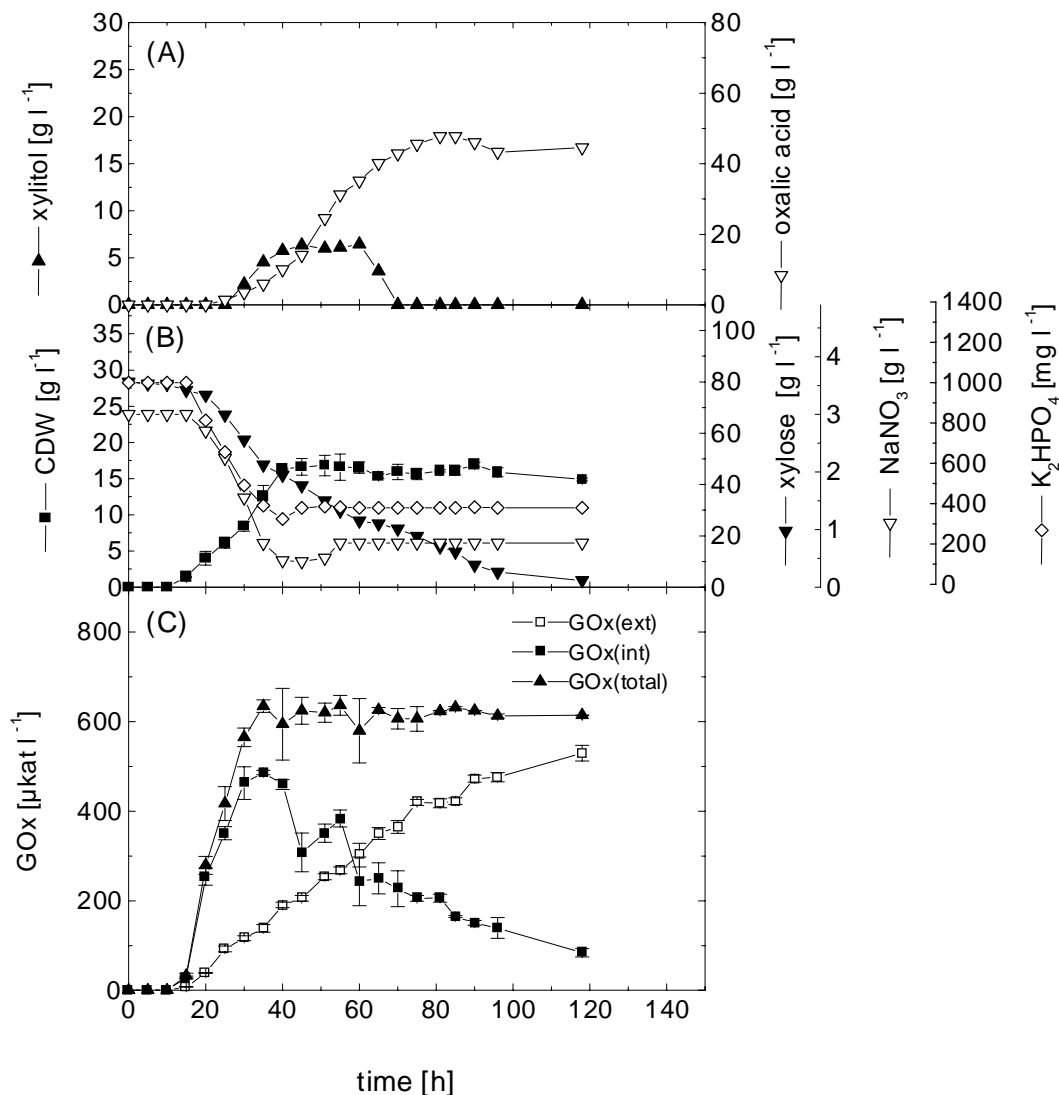 (A)
30
25
20
15
10
5
0
xylitol [g l⁻¹]
80
60
40
20
0
oxalic acid [g l⁻¹]
(B)
35
30
25
20
15
10
5
0
CDW [g l⁻¹]
100
80
60
40
20
0
xylose [g l⁻¹]
4
3
2
1
0
NaNO₃ [g l⁻¹]
1400
1200
1000
800
600
400
200
0
K₂HPO₄ [mg l⁻¹]
(C)
GOx(ext)
GOx(int)
GOx(total)
800
600
400
200
0
GOx [µkat l⁻¹]
0 20 40 60 80 100 120 140
time [h]